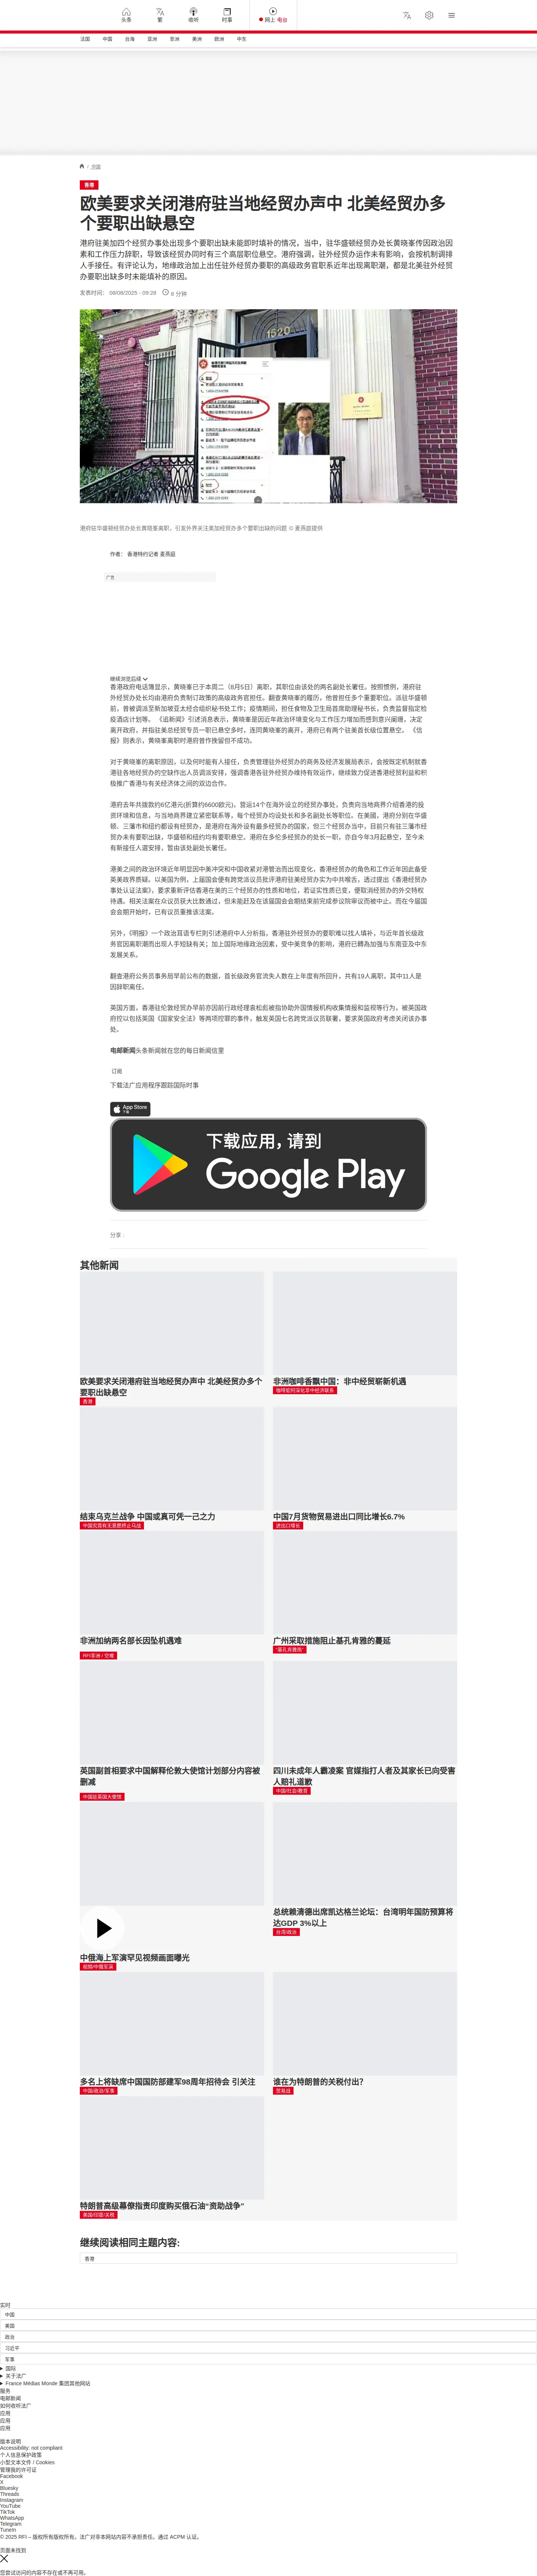 头条
繁
收听
时事
网上 电台
法国
中国
台海
亚洲
非洲
美洲
欧洲
中东
/ 中国
香港
欧美要求关闭港府驻当地经贸办声中 北美经贸办多
个要职出缺悬空
港府驻美加四个经贸办事处出现多个要职出缺未能即时填补的情况，当中，驻华盛顿经贸办处长黄晓峯传因政治因
素和工作压力辞职，导致该经贸办同时有三个高层职位悬空。港府强调，驻外经贸办运作未有影响，会按机制调排
人手接任。有评论认为，地缘政治加上出任驻外经贸办要职的高级政务官职系近年出现离职潮，都是北美驻外经贸
办要职出缺多时未能填补的原因。
发表时间： 08/08/2025 - 09:28
8 分钟
1520
港府驻华盛顿经贸办处长黄晓峯离职，引发外界关注美加经贸办多个要职出缺的问题 © 麦燕庭提供
作者： 香港特约记者 麦燕庭
广告
继续浏览后续
香港政府电话簿显示，黄晓峯已于本周二（8月5日）离职，其职位由该处的两名副处长署任。按照惯例，港府驻
外经贸办处长均由港府负责制订政策的高级政务官担任。翻查黄晓峯的履历，他曾担任多个重要职位。派驻华盛顿
前，曾被调派至新加坡亚太经合组织秘书处工作；疫情期间，担任食物及卫生局首席助理秘书长，负责监督指定检
疫酒店计划等。 《追新闻》引述消息表示，黄晓峯是因近年政治环境变化与工作压力增加而感到意兴阑珊，决定
离开政府，并指驻美总经贸专员一职已悬空多时，连同黄晓峯的离开，港府已有两个驻美首长级位置悬空。 《信
报》则表示，黄晓峯离职时港府曾作挽留但不成功。
对于黄晓峯的离职原因，以及何时能有人接任，负责管理驻外经贸办的商务及经济发展局表示，会按既定机制就香
港驻各地经贸办的空缺作出人员调派安排，强调香港各驻外经贸办维持有效运作，继续致力促进香港经贸利益和积
极推广香港与有关经济体之间的双边合作。
港府去年共拨款约6亿港元(折算约6600欧元)，营运14个在海外设立的经贸办事处，负责向当地商界介绍香港的投
资环境和信息，与当地商界建立紧密联系等，每个经贸办均设处长和多名副处长等职位。在美国，港府分别在华盛
顿、三藩市和纽约都设有经贸办，是港府在海外设有最多经贸办的国家，但三个经贸办当中，目前只有驻三藩市经
贸办未有要职出缺，华盛顿和纽约均有要职悬空。港府在多伦多经贸办的处长一职，亦自今年3月起悬空，至今未
有新接任人选安排，暂由该处副处长署任。
港美之间的政治环境近年明显因中美冲突和中国收紧对港管治而出现变化，香港经贸办的角色和工作近年因此备受
英美政界质疑。以美国为例，上届国会便有跨党派议员批评港府驻美经贸办实为中共喉舌，透过提出《香港经贸办
事处认证法案》，要求重新评估香港在美的三个经贸办的性质和地位，若证实性质已变，便取消经贸办的外交特权
待遇。相关法案在众议员获大比数通过，但未能赶及在该届国会会期结束前完成参议院审议而被中止。而在今届国
会会期开始时，已有议员重推该法案。
另外，《明报》一个政治耳语专栏则引述港府中人分析指，香港驻外经贸办的要职难以找人填补，与近年首长级政
务官因离职潮而出现人手短缺有关；加上国际地缘政治因素，受中美竞争的影响，港府已转为加强与东南亚及中东
发展关系。
翻查港府公务员事务局早前公布的数据，首长级政务官流失人数在上年度有所回升，共有19人离职，其中11人是
因辞职离任。
英国方面，香港驻伦敦经贸办早前亦因前行政经理袁松彪被指协助外国情报机构收集情报和监视等行为，被英国政
府控以包括英国《国家安全法》等两项控罪的事件，触发英国七名跨党派议员联署，要求英国政府考虑关闭该办事
处。
电邮新闻头条新闻就在您的每日新闻信里
订阅
下载法广应用程序跟踪国际时事
App Store
下载应用，请到
Google Play
分享 :
其他新闻
欧美要求关闭港府驻当地经贸办声中 北美经贸办多个
要职出缺悬空
香港
非洲咖啡香飘中国：非中经贸崭新机遇
咖啡驼阿深化非中经济联系
结束乌克兰战争 中国或真可凭一己之力
中国究竟有无意愿终止乌战
中国7月货物贸易进出口同比增长6.7%
进出口增长
非洲加纳两名部长因坠机遇难
RFI非洲 / 空难
广州采取措施阻止基孔肯雅的蔓延
“基孔肯雅热”
英国副首相要求中国解释伦敦大使馆计划部分内容被
删减
中国驻英国大使馆
四川未成年人霸凌案 官媒指打人者及其家长已向受害
人赔礼道歉
中国/社会/教育
中俄海上军演罕见视频画面曝光
视频/中俄军演
总统赖清德出席凯达格兰论坛：台湾明年国防预算将
达GDP 3%以上
台湾/政治
多名上将缺席中国国防部建军98周年招待会 引关注
中国/政治/军事
谁在为特朗普的关税付出？
贸易战
特朗普高级幕僚指责印度购买俄石油“资助战争”
美国/印度/关税
继续阅读相同主题内容:
香港
实时
中国
美国
政治
习近平
军事
国际
关于法广
France Médias Monde 集团其他网站
服务
电邮新闻
如何收听法广
应用
应用
应用
版本说明
Accessibility: not compliant
个人信息保护政策
小型文本文件 / Cookies
管理我的许可证
Facebook
X
Bluesky
Threads
Instagram
YouTube
TikTok
WhatsApp
Telegram
TuneIn
© 2025 RFI – 版权所有版权所有。法广对非本网站内容不承担责任。通过 ACPM 认证。
页面未找到
您尝试访问的内容不存在或不再可用。